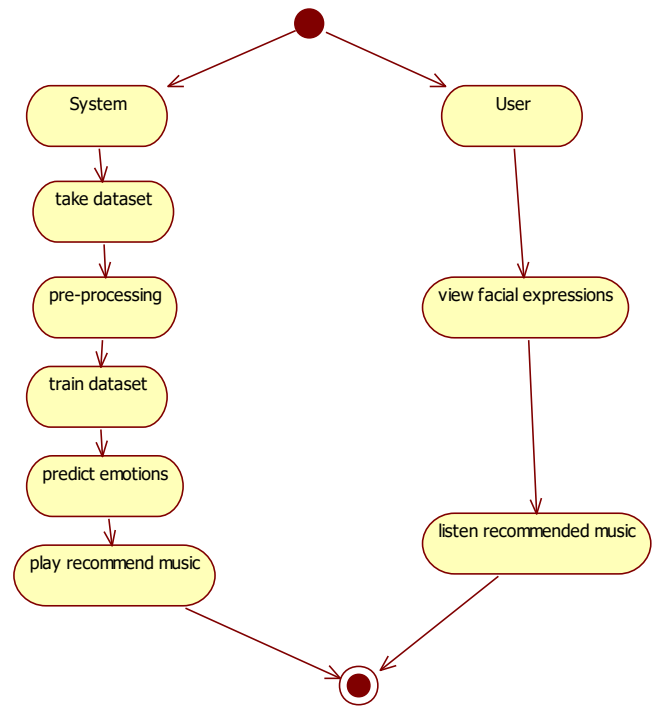 System
User
take dataset
pre-processing
view facial expressions
train dataset
predict emotions
listen recommended music
play recommend music